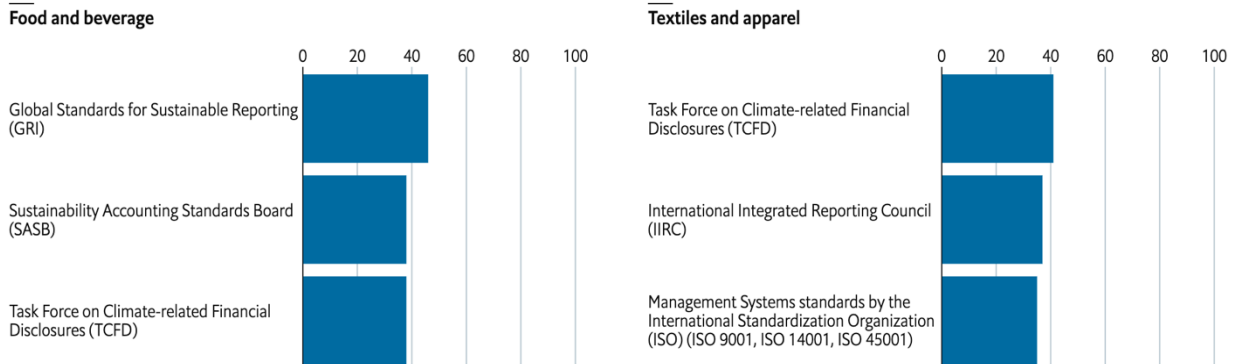 Food and beverage
0 20 40 60 80 100
Global Standards for Sustainable Reporting
(GRI)
Sustainability Accounting Standards Board
(SASB)
Task Force on Climate-related Financial
Disclosures (TCFD)
Textiles and apparel
0 20 40 60 80 100
Task Force on Climate-related Financial
Disclosures (TCFD)
International Integrated Reporting Council
(IIRC)
Management Systems standards by the
International Standardization Organization
(ISO) (ISO 9001, ISO 14001, ISO 45001)